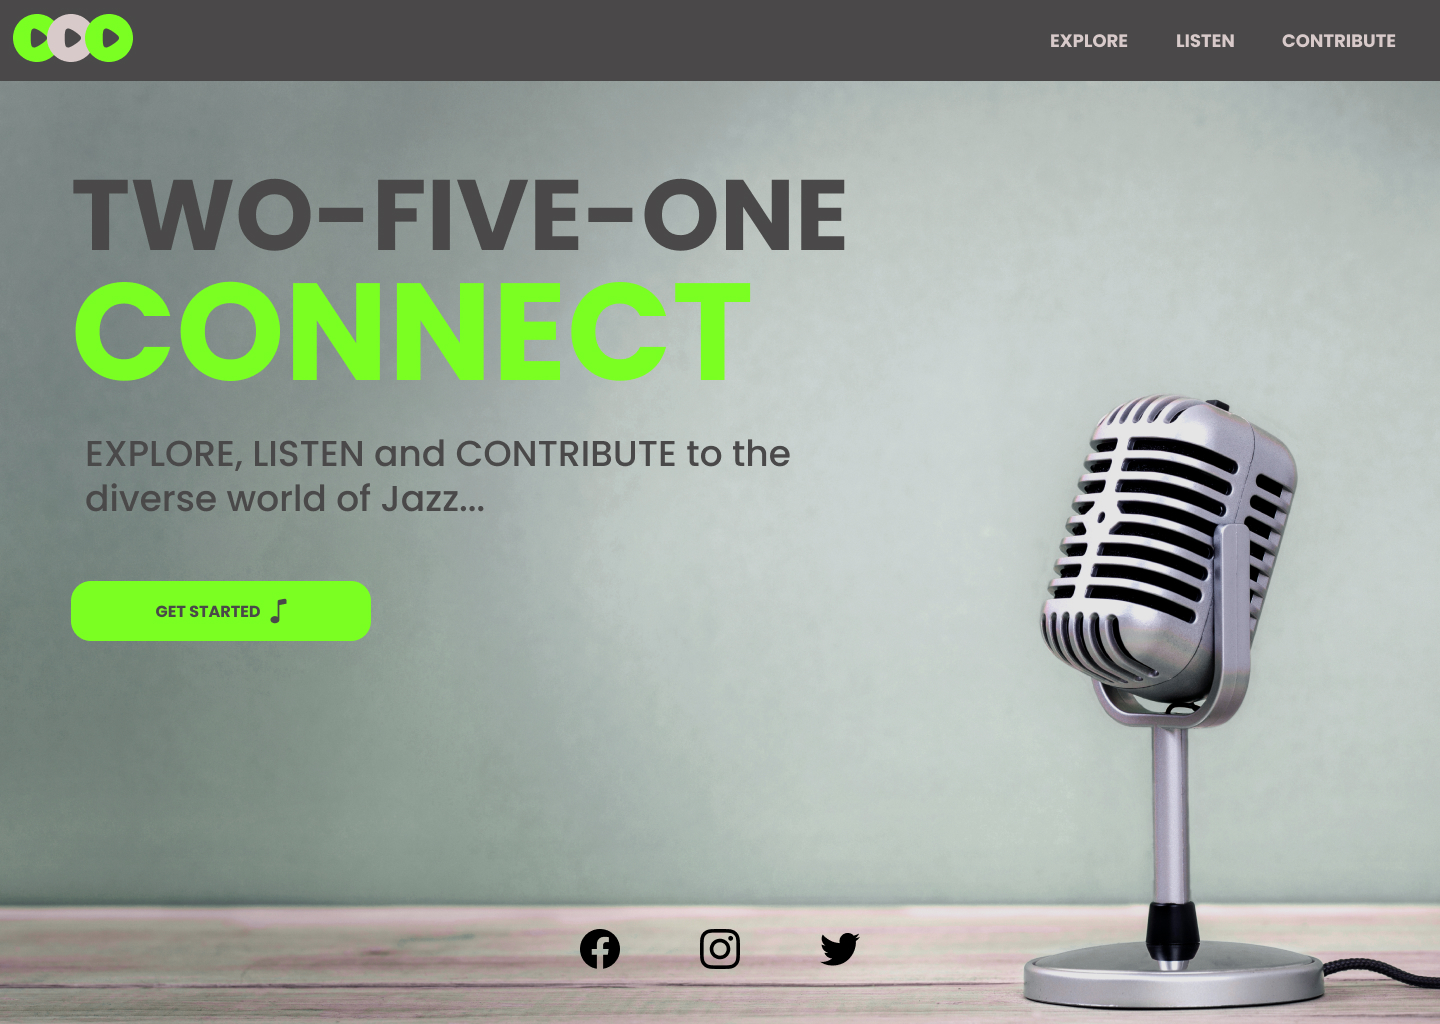 EXPLORE LISTEN CONTRIBUTE
TWO-FIVE-ONE
CONNECT
EXPLORE, LISTEN and CONTRIBUTE to the
diverse world of Jazz...
GET STARTED